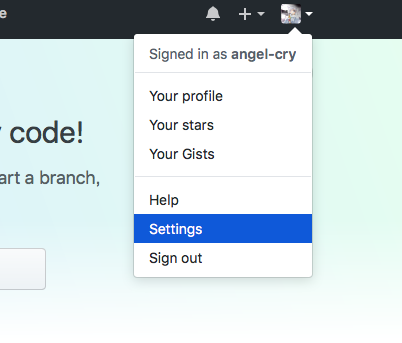 e
Signed in as angel-cry
Your profile
y code!
Your stars
Your Gists
art a branch,
Help
Settings
Sign out